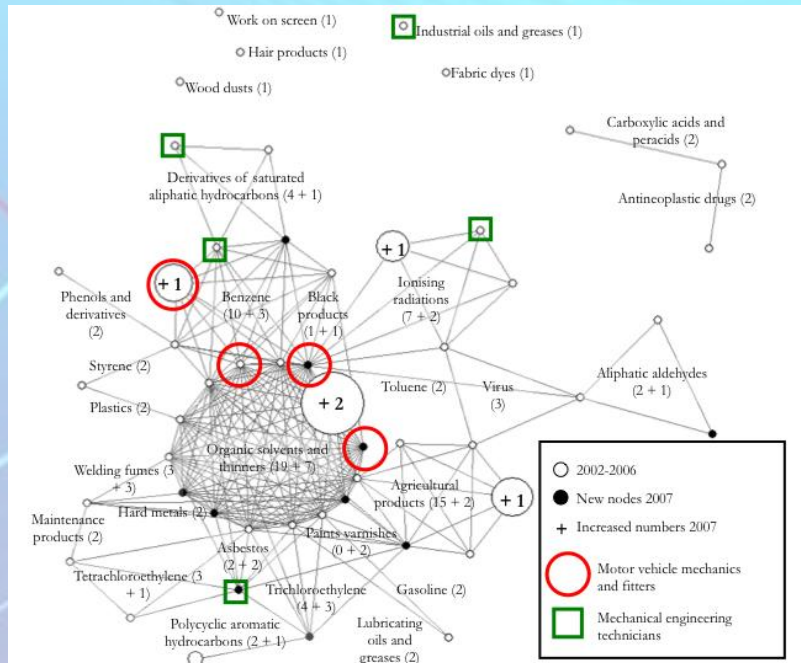 Work on screen (1)
Industrial oils and greases (1)
Hair products (1)
Fabric dyes (1)
Wood dusts (1)
Carboxylic acids and
peracids (2)
Derivatives of saturated
aliphatic hydrocarbons (4 + 1)
Antineoplastic drugs
(2)
+ 1
+ 1
Phenols and
derivatives
(2)
Benzene
(10 + 3)
Black
products
(1 + 1)
Ionising
radiations
(7 + 2)
Styrene (2)
Toluene (2)
Virus
(3)
Aliphatic aldehydes
(2 + 1)
Plastics (2)
+ 2
Organic solvents and
thinners (19 + 7)
Welding fumes (3
+ 3)
Agricultural
products (15 + 2)
+ 1
Hard metals (2)
Maintenance
products (2)
Paints varnishes
(0 + 2)
Asbestos
(2 + 2)
Tetrachloroethylene (3
+ 1)
Trichloroethylene
(4 + 3)
Gasoline (2)
Polycyclic aromatic
hydrocarbons (2 + 1)
Lubricating
oils and
greases (2)
2002-2006
New nodes 2007
+ Increased numbers 2007
Motor vehicle mechanics
and fitters
Mechanical engineering
technicians